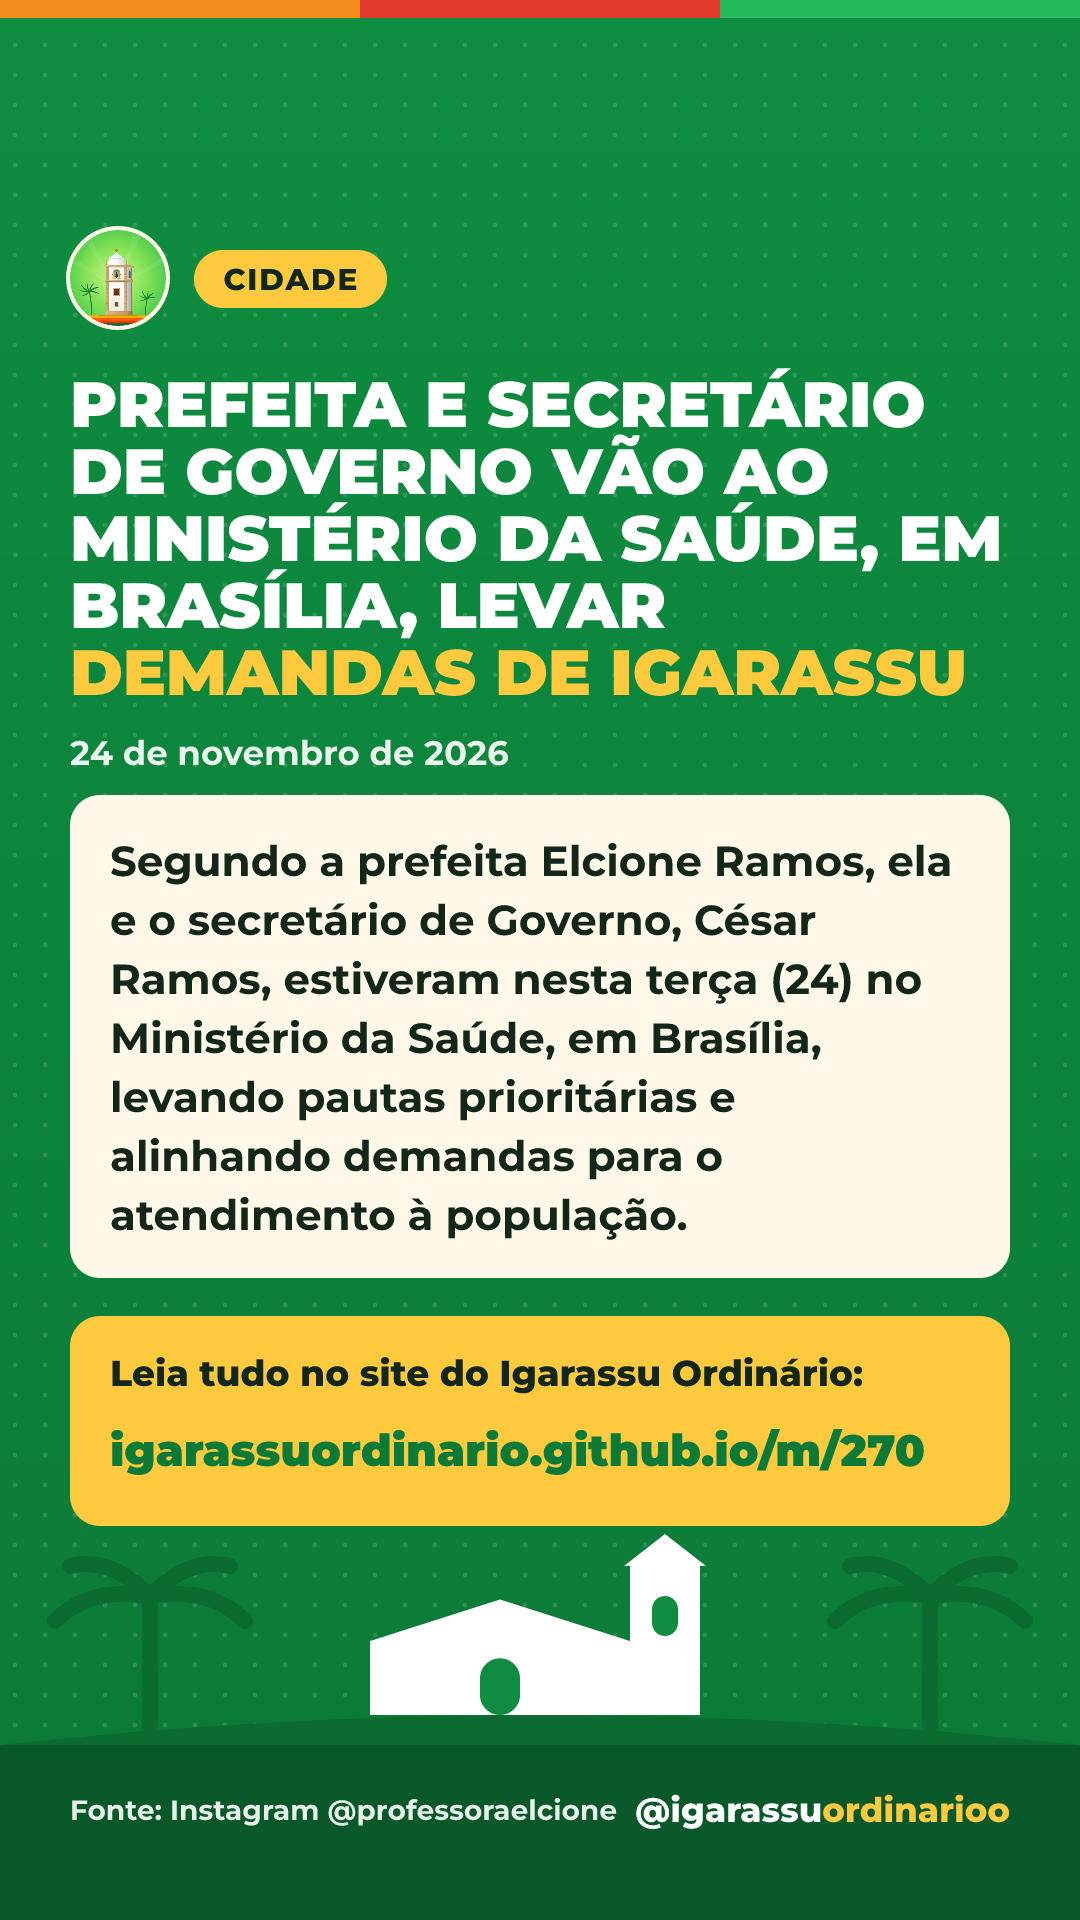 CIDADE
PREFEITA E SECRETÁRIO
DE GOVERNO VÃO AO
MINISTÉRIO DA SAÚDE, EM
BRASÍLIA, LEVAR
DEMANDAS DE IGARASSU
24 de novembro de 2026
Segundo a prefeita Elcione Ramos, ela
e o secretário de Governo, César
Ramos, estiveram nesta terça (24) no
Ministério da Saúde, em Brasília,
levando pautas prioritárias e
alinhando demandas para o
atendimento à população.
Leia tudo no site do Igarassu Ordinário:
igarassuordinario.github.io/m/270
Fonte: Instagram @professoraelcione @igarassuordinarioo